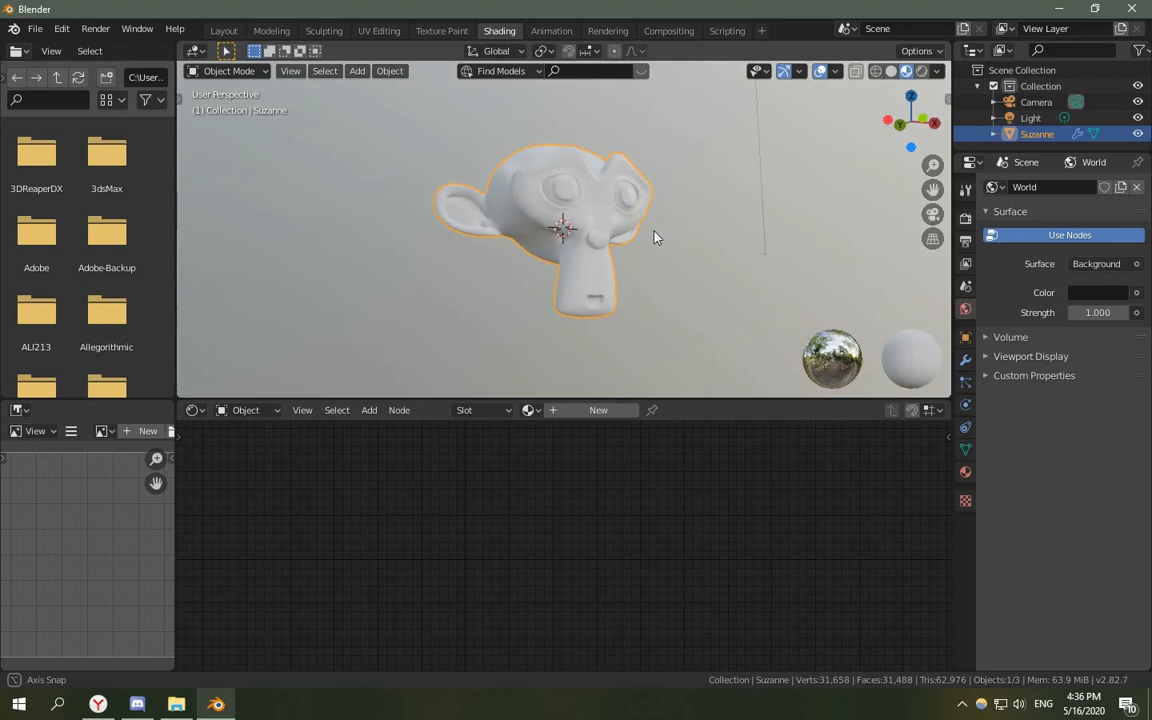 Blender
File Edit Render Window Help Layout Modeling Sculpting UV Editing Texture Paint Shading Animation Rendering Compositing Scripting + Scene View Layer
View Select Global Options
C:\User.. Object Mode View Select Add Object Find Models
User Perspective
(1) Collection | Suzanne
Z
Y
X
3DReaperDX 3dsMax
Adobe Adobe-Backup
ALI213 Allegorithmic
Scene Collection
Collection
Camera
Light
Suzanne
Scene World
World
Surface
Use Nodes
Surface Background
Color
Strength 1.000
Volume
Viewport Display
Custom Properties
Object View Select Add Node Slot + New
View + New
Axis Snap Collection | Suzanne | Verts:31,658 | Faces:31,488 | Tris:62,976 | Objects:1/3 | Mem: 63.9 MiB | v2.82.7
ENG 4:36 PM
5/16/2020 10